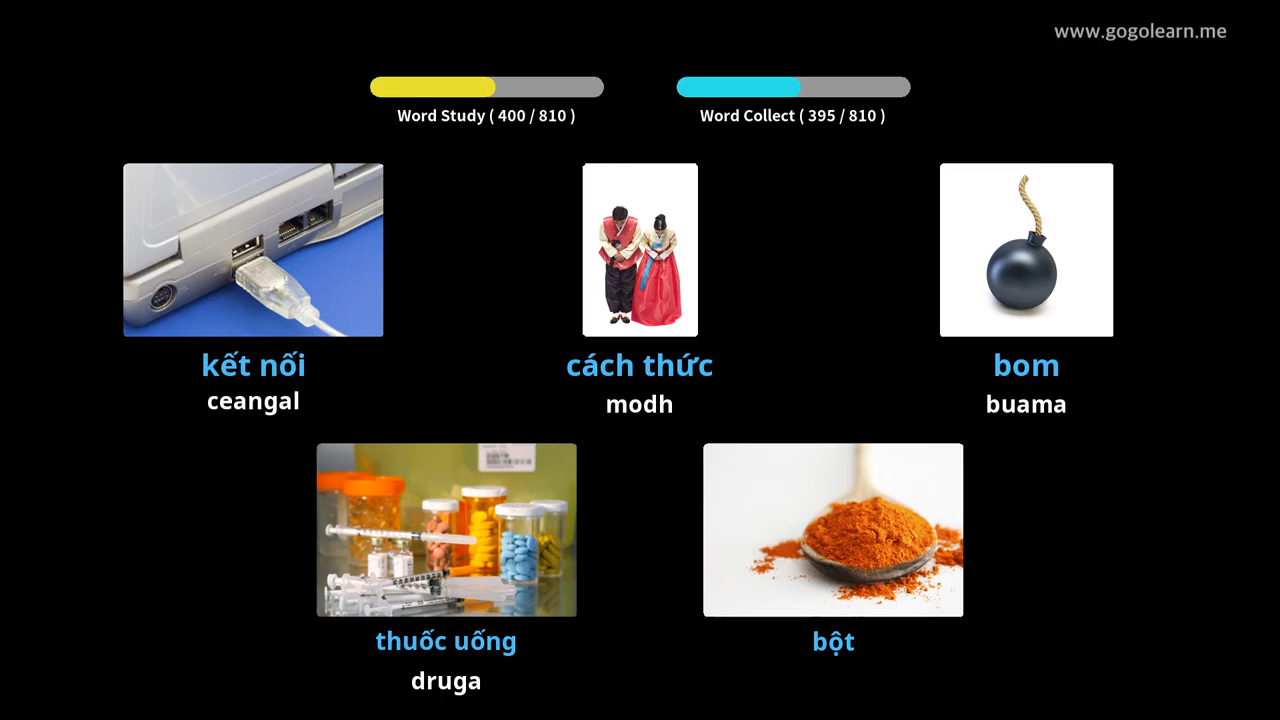 www.gogolearn.me
Word Study ( 400 / 810 )
Word Collect ( 395 / 810 )
kết nối
ceangal
cách thức
modh
bom
buama
thuốc uống
druga
bột